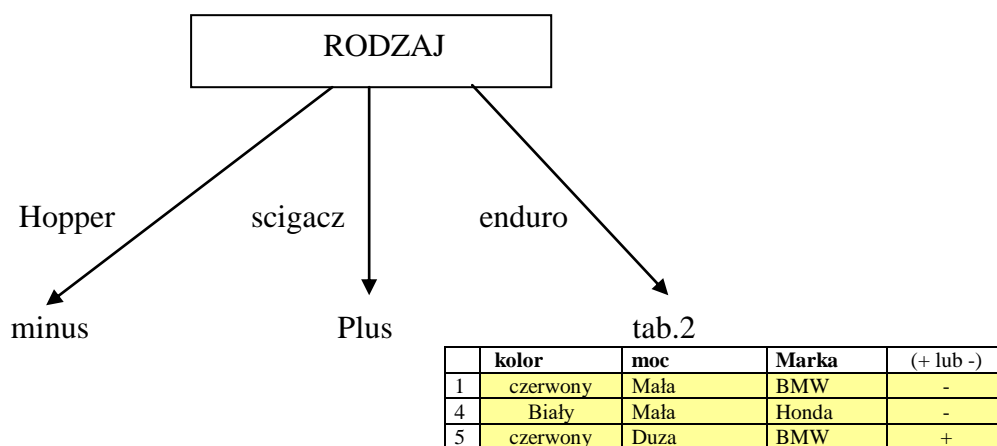 RODZAJ
Hopper scigacz enduro
minus Plus tab.2
kolor moc Marka (+ lub -)
1 czerwony Mała BMW -
4 Biały Mała Honda -
5 czerwony Duza BMW +